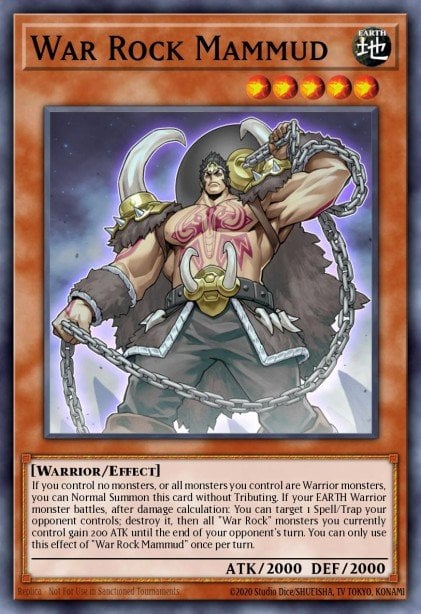 War Rock Mammud
EARTH
地
[Warrior/Effect]
If you control no monsters, or all monsters you control are Warrior monsters,
you can Normal Summon this card without Tributing. If your EARTH Warrior
monster battles, after damage calculation: You can target 1 Spell/Trap your
opponent controls; destroy it, then all "War Rock" monsters you currently
control gain 200 ATK until the end of your opponent's turn. You can only use
this effect of "War Rock Mammud" once per turn.
ATK/2000 DEF/2000
Replica - Not For Use in Sanctioned Tournaments
©2020 Studio Dice/SHUEISHA, TV TOKYO, KONAMI